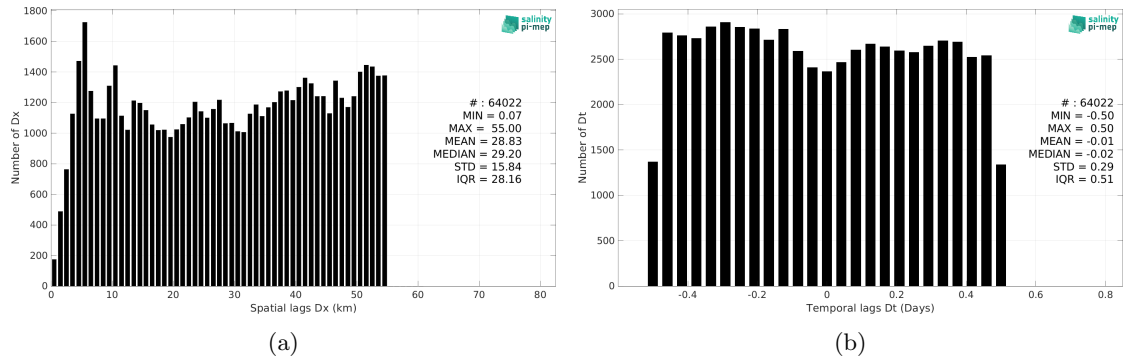 1800
1600
1400
1200
1000
800
600
400
200
0
Number of Dx
salinity
pi-mep
# : 64022
MIN = 0.07
MAX = 55.00
MEAN = 28.83
MEDIAN = 29.20
STD = 15.84
IQR = 28.16
0 10 20 30 40 50 60 70 80
Spatial lags Dx (km)
(a)
3000
2500
2000
1500
1000
500
0
Number of Dt
salinity
pi-mep
# : 64022
MIN = -0.50
MAX = 0.50
MEAN = -0.01
MEDIAN = -0.02
STD = 0.29
IQR = 0.51
-0.4 -0.2 0 0.2 0.4 0.6 0.8
Temporal lags Dt (Days)
(b)